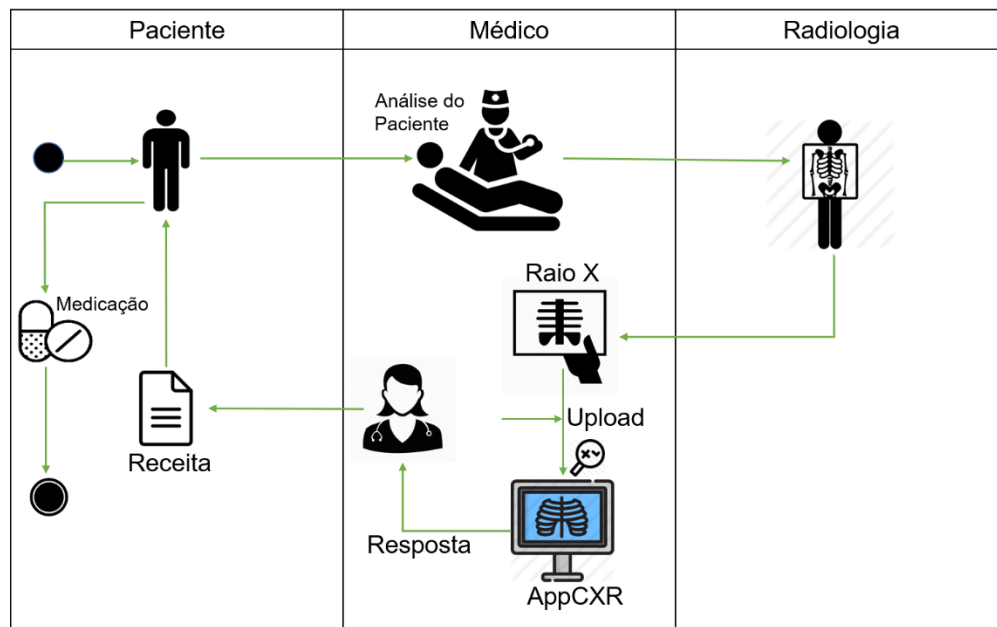 Paciente
Médico
Radiologia
Análise do
Paciente
Raio X
Medicação
Upload
Receita
Resposta
AppCXR